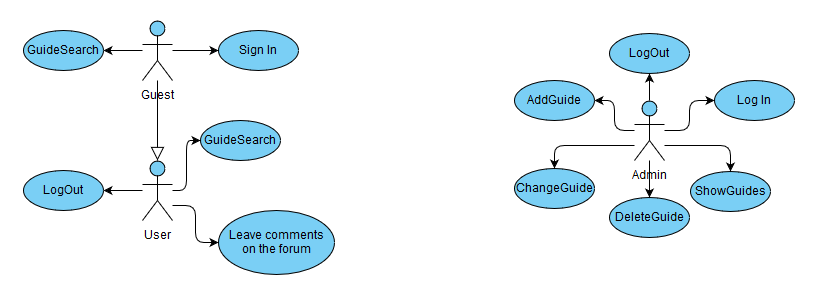 GuideSearch
Sign In
Guest
GuideSearch
LogOut
User
Leave comments
on the forum
LogOut
AddGuide
Log In
Admin
ChangeGuide
ShowGuides
DeleteGuide